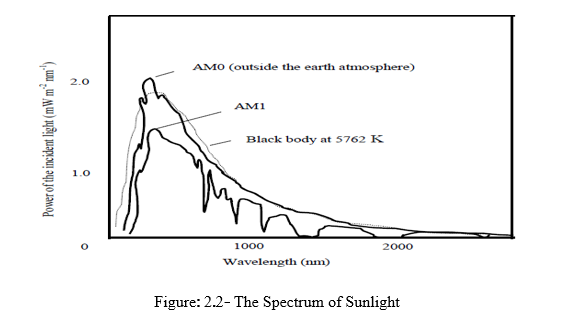 AM0 (outside the earth atmosphere)
2.0
AM1
Black body at 5762 K
Power of the incident light (mW m-2 nm-1)
1.0
0
1000
2000
Wavelength (nm)
Figure: 2.2- The Spectrum of Sunlight